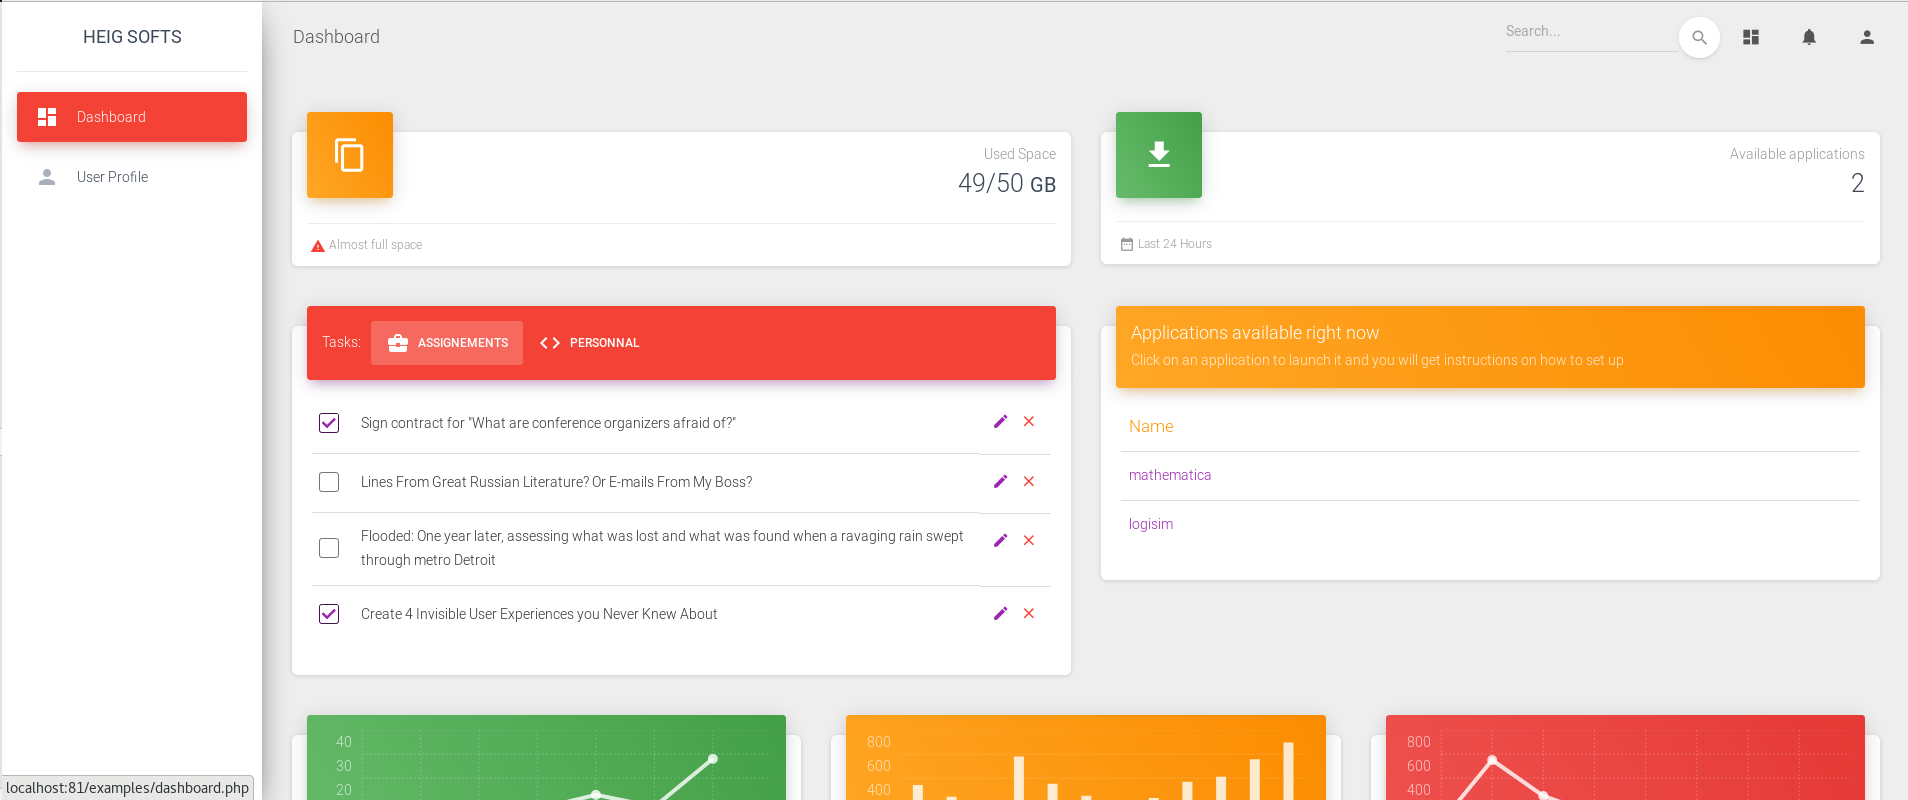 HEIG SOFTS
Dashboard
User Profile
Dashboard
Search...
Used Space
49/50 GB
Almost full space
Available applications
2
Last 24 Hours
Tasks: ASSIGNEMENTS PERSONNAL
Sign contract for "What are conference organizers afraid of?"
Lines From Great Russian Literature? Or E-mails From My Boss?
Flooded: One year later, assessing what was lost and what was found when a ravaging rain swept
through metro Detroit
Create 4 Invisible User Experiences you Never Knew About
Applications available right now
Click on an application to launch it and you will get instructions on how to set up
Name
mathematica
logisim
40
30
20
800
600
400
800
600
400
localhost:81/examples/dashboard.php